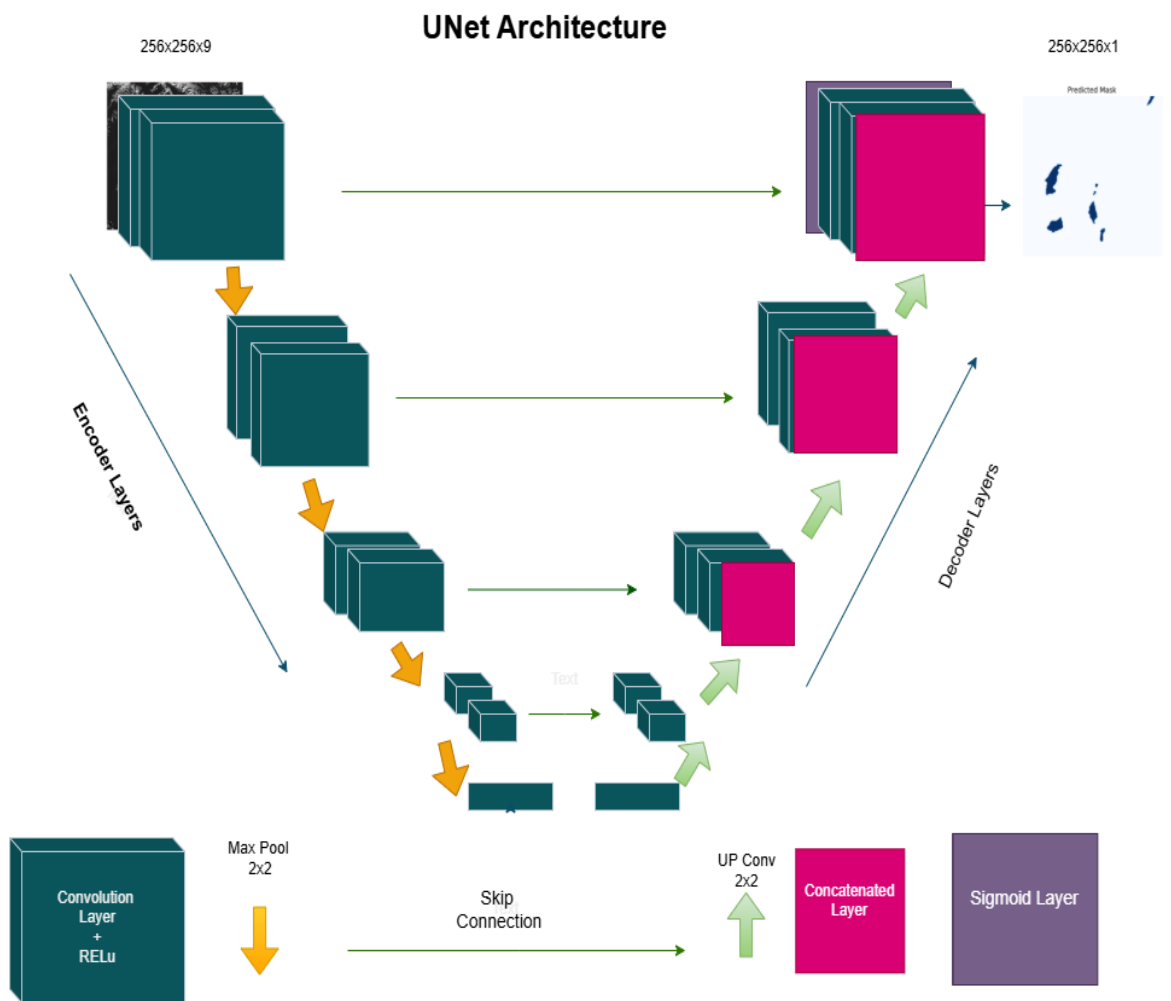 UNet Architecture
256x256x9
256x256x1
Predicted Mask
Encoder Layers
Decoder Layers
Text
Max Pool
2x2
UP Conv
2x2
Convolution
Layer
+
RELu
Skip
Connection
Concatenated
Layer
Sigmoid Layer